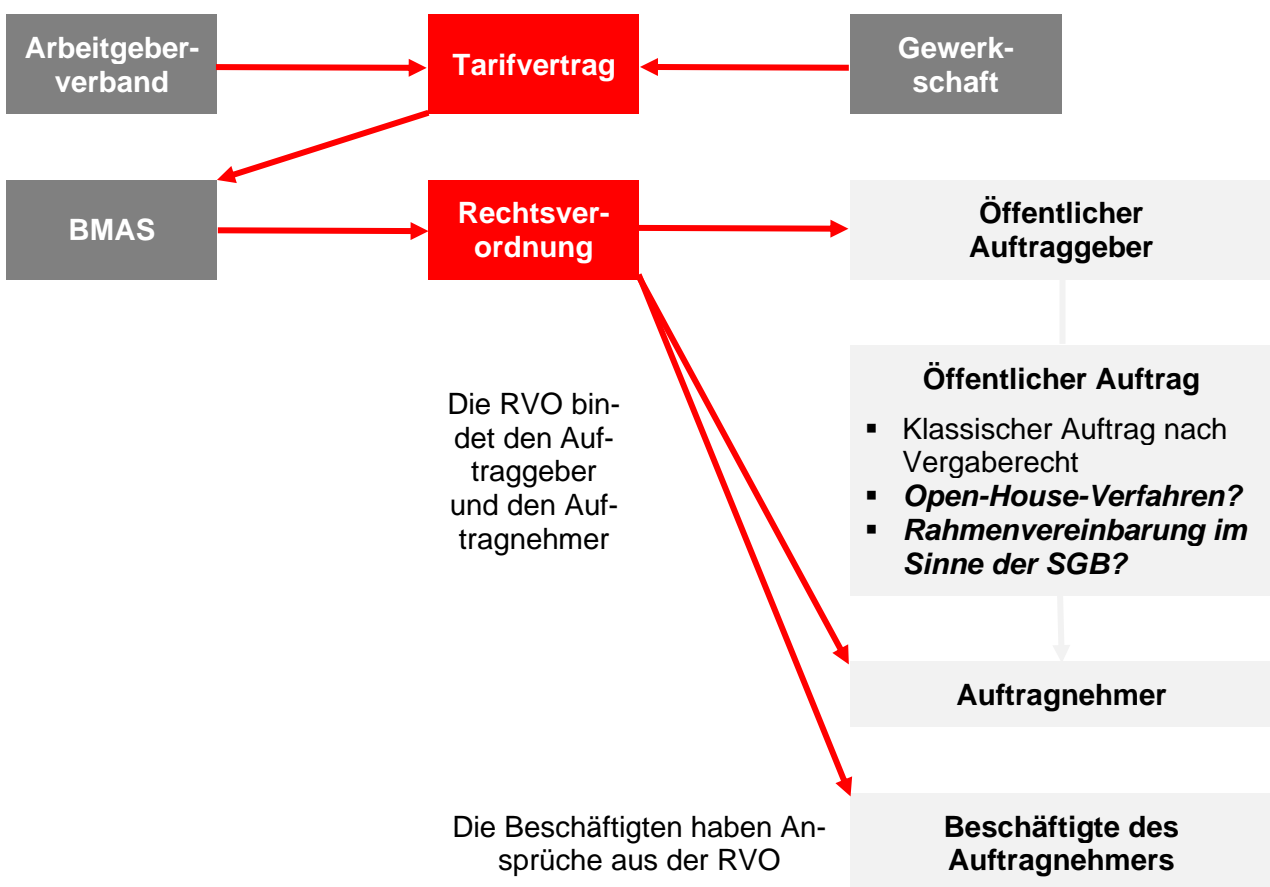 Arbeitgeber-
verband
Tarifvertrag
Gewerk-
schaft
BMAS
Rechtsver-
ordnung
Öffentlicher
Auftraggeber
Die RVO bin-
det den Auf-
traggeber
und den Auf-
tragnehmer
Öffentlicher Auftrag
▪ Klassischer Auftrag nach
Vergaberecht
▪ Open-House-Verfahren?
▪ Rahmenvereinbarung im
Sinne der SGB?
Auftragnehmer
Die Beschäftigten haben An-
sprüche aus der RVO
Beschäftigte des
Auftragnehmers